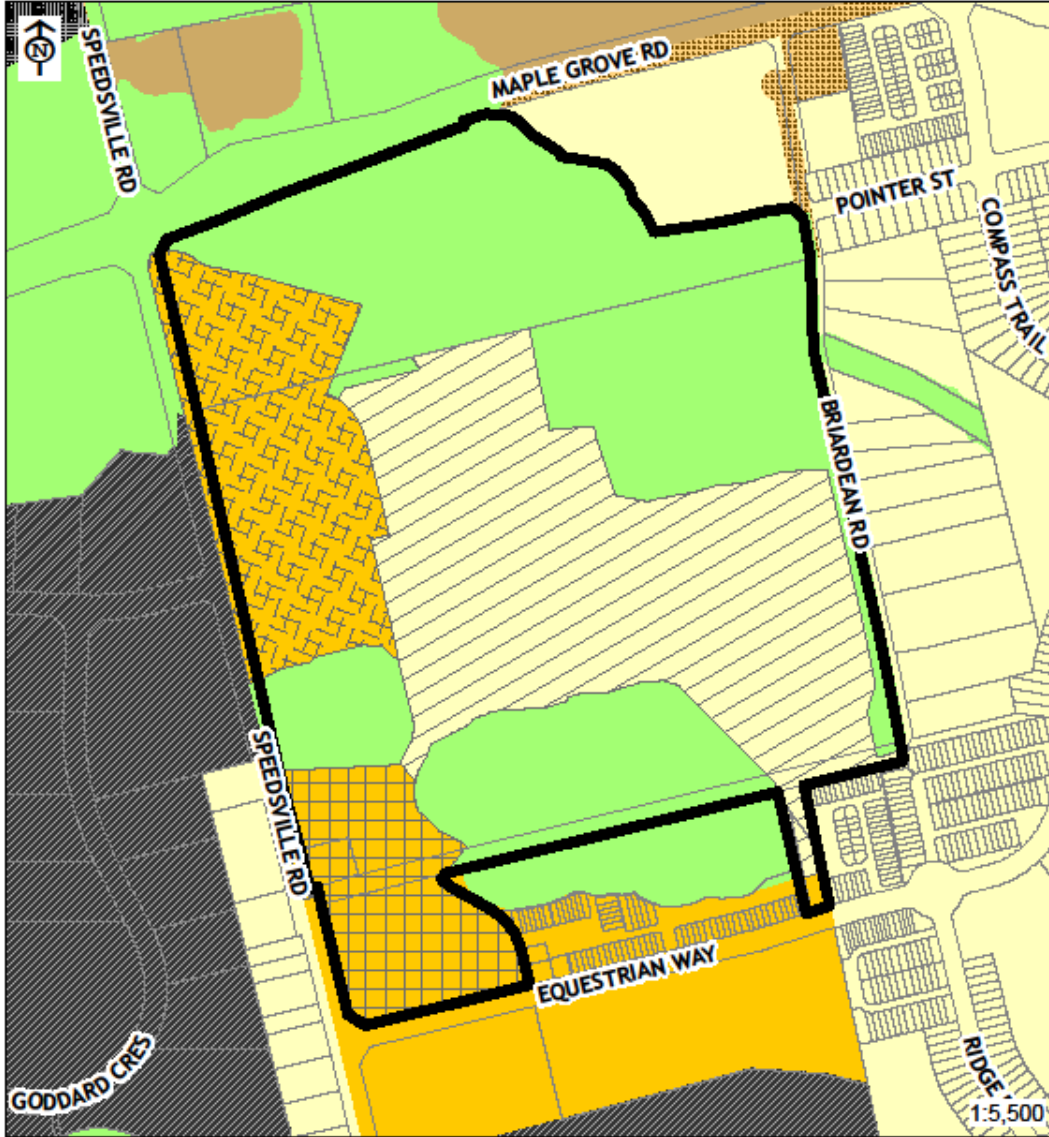 N
SPEEDSVILLE RD
MAPLE GROVE RD
POINTER ST
COMPASS TRAIL
BRIARDEAN RD
SPEEDSVILLE RD
EQUESTRIAN WAY
GODDARD CRES
RIDGE
1:5,500